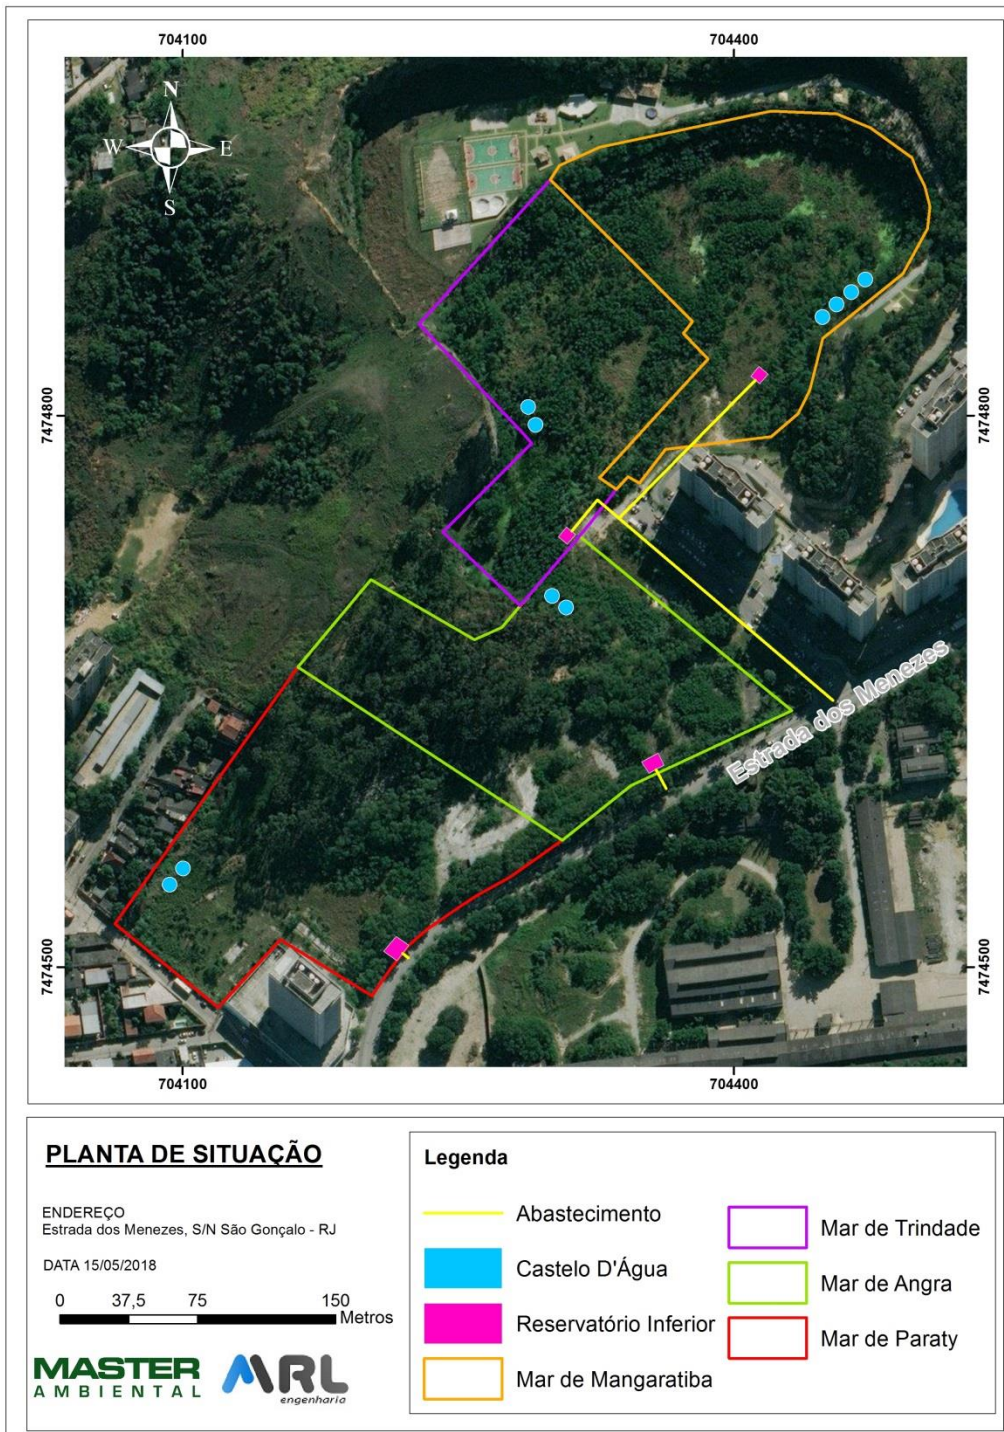 704100
704400
N
W
E
S
7474800
7474800
Estrada dos Menezes
7474500
7474500
704100
704400
PLANTA DE SITUAÇÃO
ENDEREÇO
Estrada dos Menezes, S/N São Gonçalo - RJ
DATA 15/05/2018
0 37,5 75 150
Metros
MASTER
AMBIENTAL
MRL
engenharia
Legenda
Abastecimento
Castelo D'Água
Reservatório Inferior
Mar de Mangaratiba
Mar de Trindade
Mar de Angra
Mar de Paraty